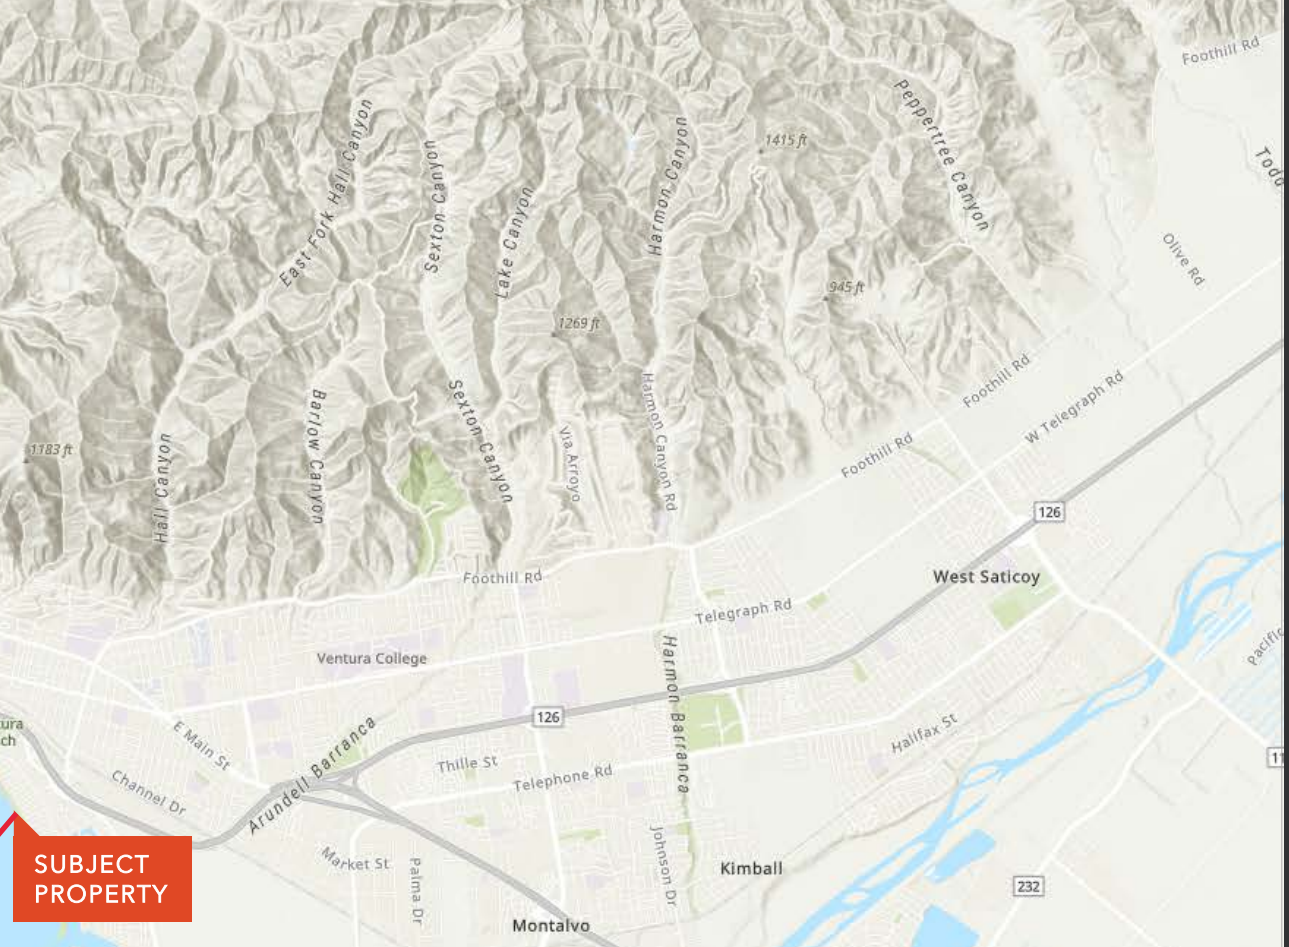 Foothill Rd
Peppertree Canyon
East Fork Hall Canyon
Harmon Canyon
1415 ft
Sexton Canyon
Todd
Lake Canyon
Olive Rd
945 ft
1269 ft
Foothill Rd
W Telegraph Rd
Harmon Canyon Rd
Sexton Canyon
Barlow Canyon
Via Arroyo
Foothill Rd
1183 ft
Hall Canyon
126
Foothill Rd
West Saticoy
Telegraph Rd
Pacific
Ventura College
Harmon Barranca
126
ura
ch
E Main St
Arundell Barranca
Halifax St
Thille St
Telephone Rd
11
Channel Dr
SUBJECT
PROPERTY
Market St
Palma Dr
Johnson Dr
Kimball
232
Montalvo